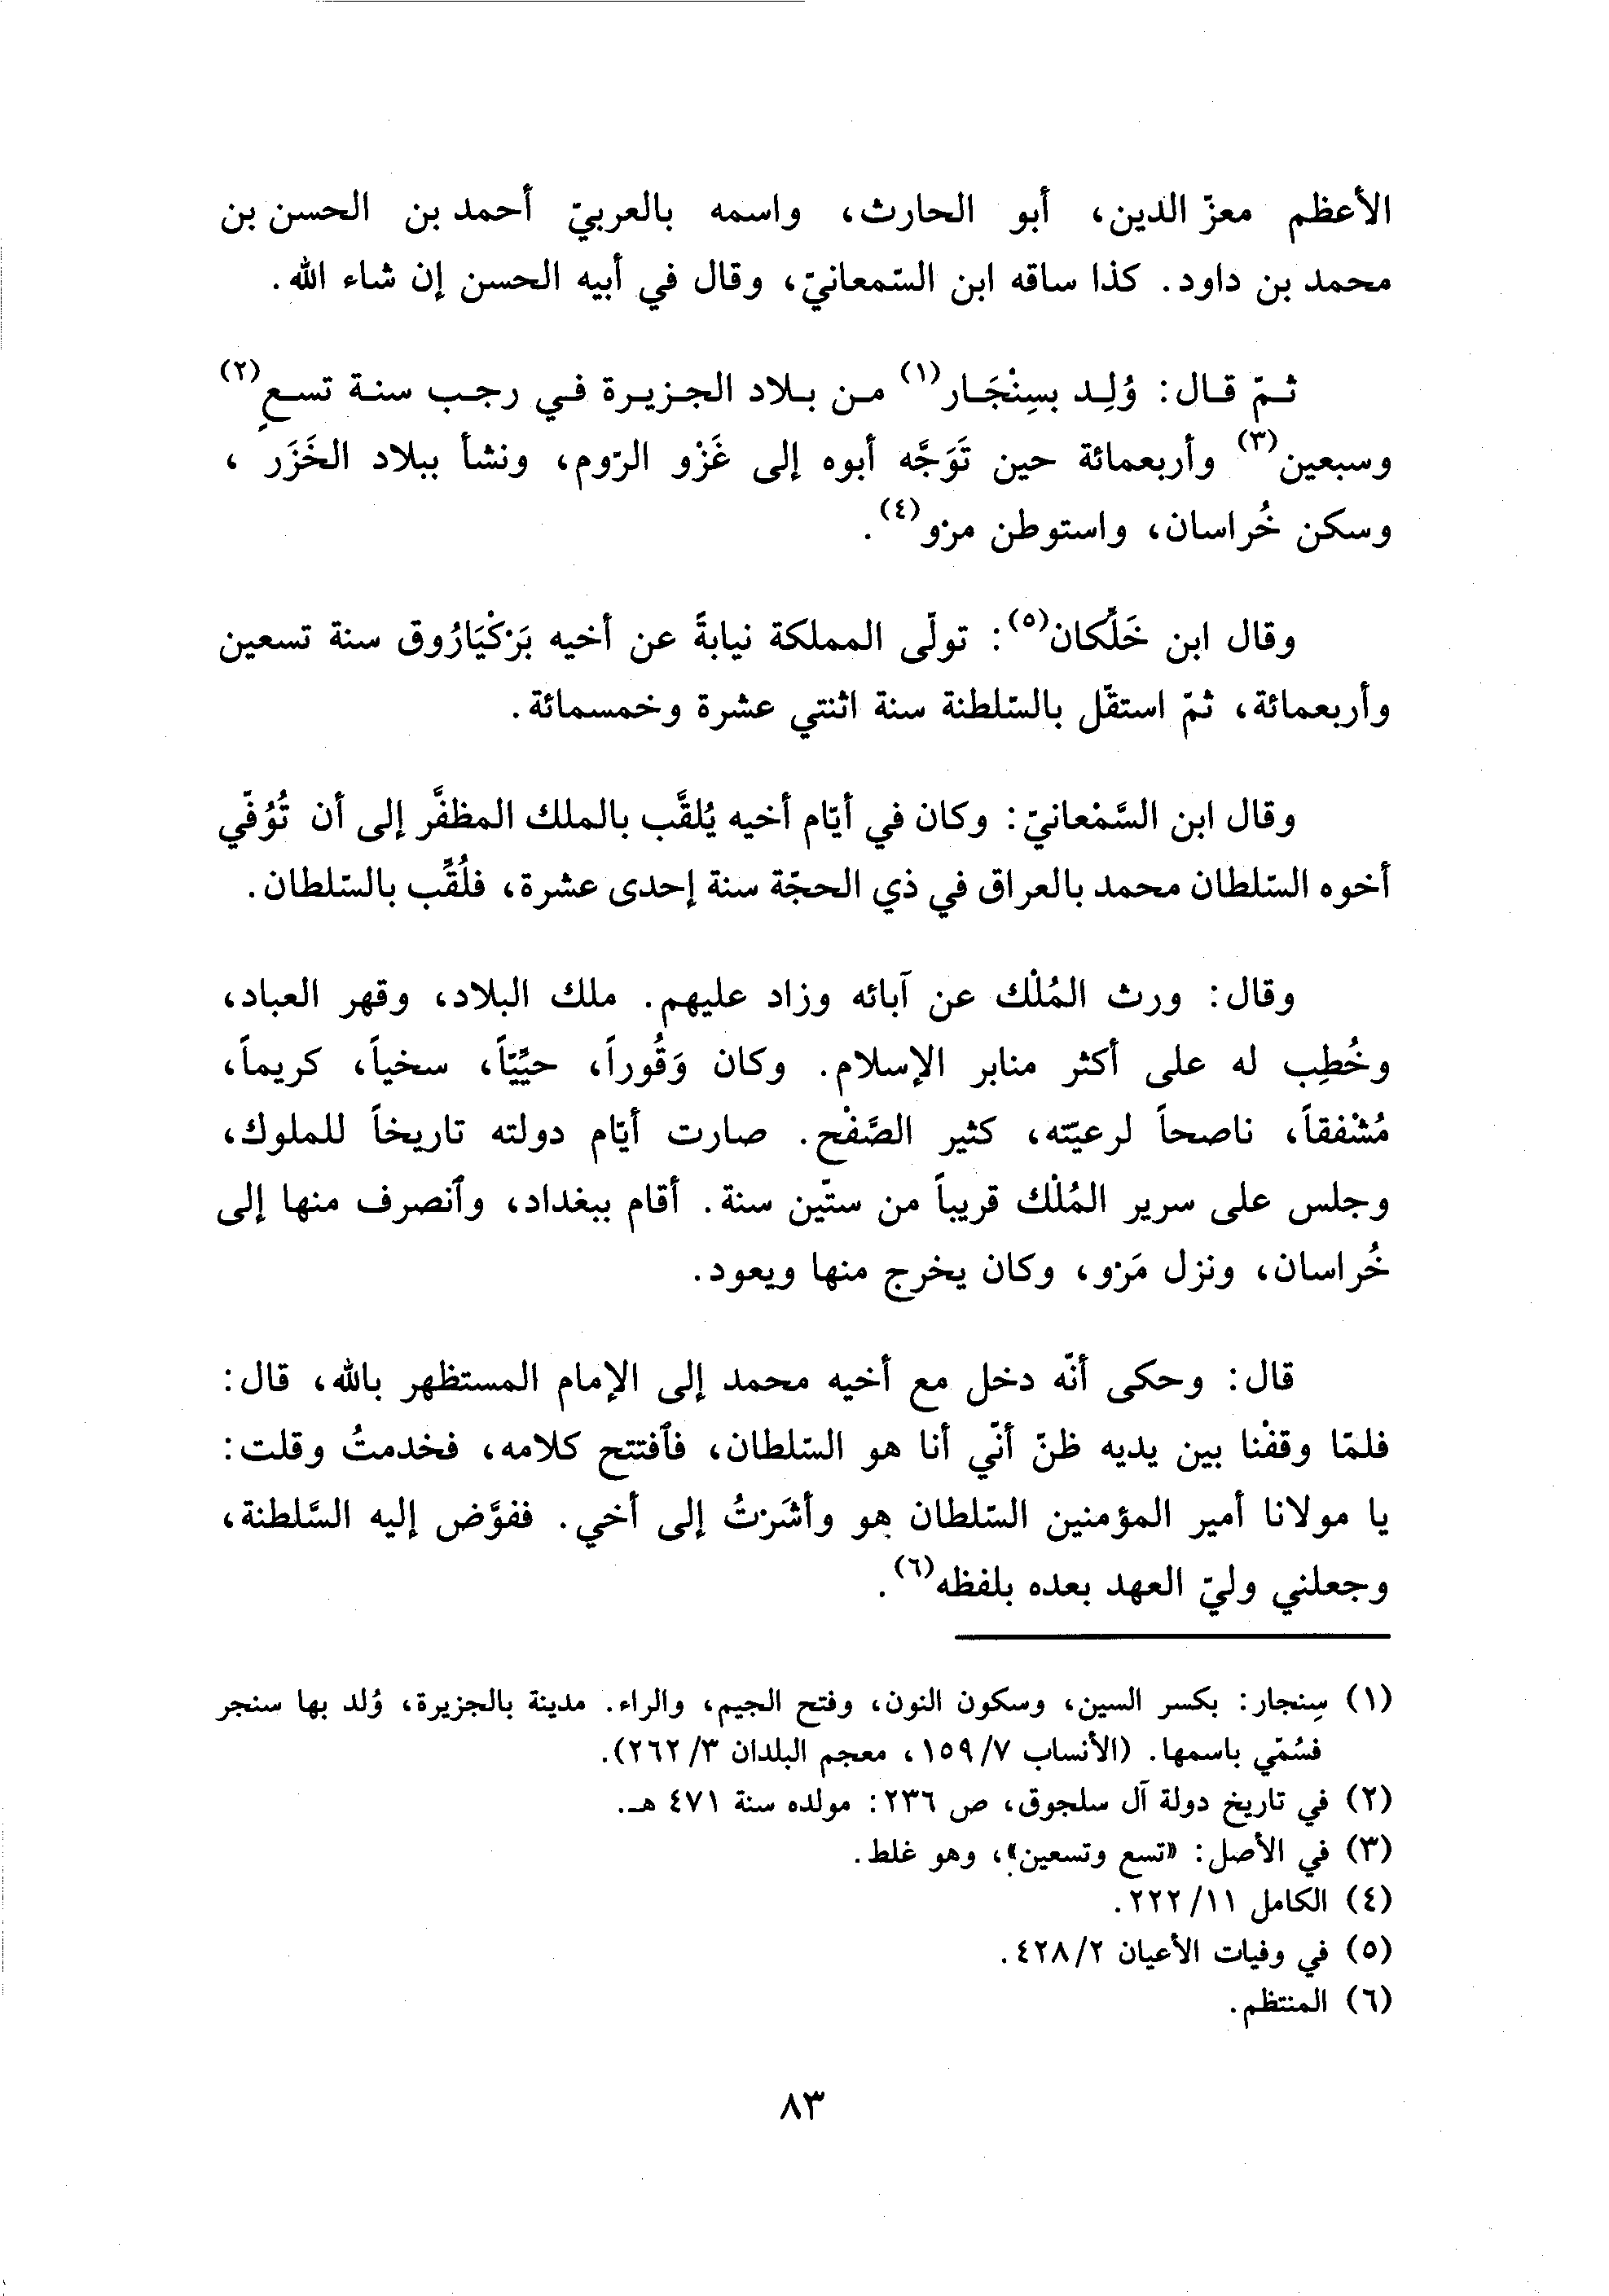 الأعظم معزّ الدين، أبو الحارث، واسمه بالعربيّ أحمد بن الحسن بن
محمد بن داود. كذا ساقه ابن السّمعانيّ، وقال في أبيه الحسن إن شاء الله.
ثمّ قال: وُلِد بسِنْجَار(١) من بلاد الجزيرة في رجب سنة تسعٍ(٢)
وسبعين(٣) وأربعمائة حين تَوَجَّه أبوه إلى غَزْو الرّوم، ونشأ ببلاد الخَزَر ،
وسكن خُراسان، واستوطن مرْو(٤).
وقال ابن خَلِّكان(٥): تولّى المملكة نيابةً عن أخيه بَرْكْيَارُوق سنة تسعين
وأربعمائة، ثمّ استقّل بالسّلطنة سنة اثنتي عشرة وخمسمائة.
وقال ابن السَّمْعانيّ: وكان في أيّام أخيه يُلقَّب بالملك المظفَّر إلى أن تُوُفّي
أخوه السّلطان محمد بالعراق في ذي الحجّة سنة إحدى عشرة، فلُقِّب بالسّلطان.
وقال: ورث المُلْك عن آبائه وزاد عليهم. ملك البلاد، وقهر العباد،
وخُطِب له على أكثر منابر الإسلام. وكان وَقُوراً، حيِّيّاً، سخياً، كريماً،
مُشْفقاً، ناصحاً لرعيّته، كثير الصَّفْح. صارت أيّام دولته تاريخاً للملوك،
وجلس على سرير المُلْك قريباً من ستّين سنة. أقام ببغداد، وٱنصرف منها إلى
خُراسان، ونزل مَرْو، وكان يخرج منها ويعود.
قال: وحكى أنّه دخل مع أخيه محمد إلى الإمام المستظهر بالله، قال:
فلمّا وقفْنا بين يديه ظنّ أنّي أنا هو السّلطان، فٱفتتح كلامه، فخدمتُ وقلت:
يا مولانا أمير المؤمنين السّلطان هو وأشَرْتُ إلى أخي. ففوَّض إليه السَّلطنة،
وجعلني وليّ العهد بعده بلفظه(٦).
(١) سِنجار: بكسر السين، وسكون النون، وفتح الجيم، والراء. مدينة بالجزيرة، وُلد بها سنجر
فسُمّي باسمها. (الأنساب ٧/ ١٥٩، معجم البلدان ٣/ ٢٦٢).
(٢) في تاريخ دولة آل سلجوق، ص ٢٣٦: مولده سنة ٤٧١ هـ.
(٣) في الأصل: «تسع وتسعين»، وهو غلط.
(٤) الكامل ١١/ ٢٢٢.
(٥) في وفيات الأعيان ٢/ ٤٢٨.
(٦) المنتظم.
٨٣